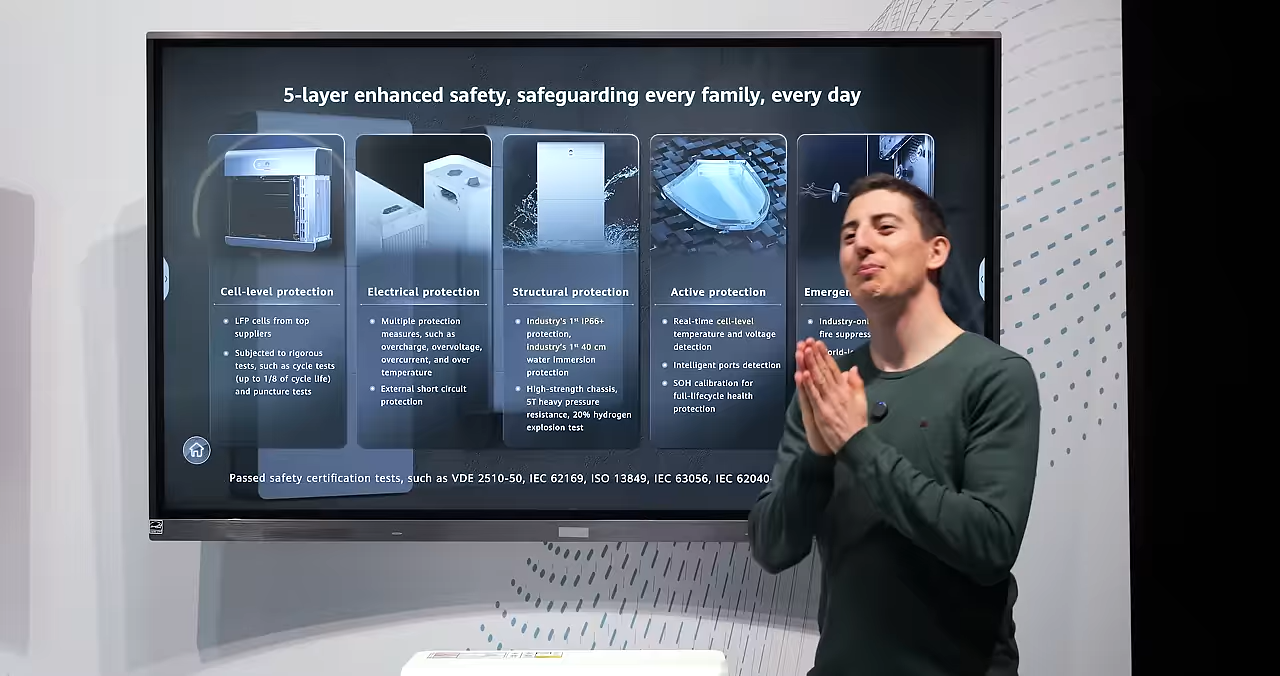 5-layer enhanced safety, safeguarding every family, every day
Cell-level protection
LFP cells from top
suppliers
Subjected to rigorous
tests, such as cycle tests
(up to 1/8 of cycle life)
and puncture tests
Electrical protection
Multiple protection
measures, such as
overcharge, overvoltage,
overcurrent, and over
temperature
External short circuit
protection
Structural protection
Industry's 1ˢᵗ IP66+
protection,
Industry's 1ˢᵗ 40 cm
water immersion
protection
High-strength chassis,
5T heavy pressure
resistance, 20% hydrogen
explosion test
Active protection
Real-time cell-level
temperature and voltage
detection
Intelligent ports detection
SOH calibration for
full-lifecycle health
protection
Emergen
Industry-onl
fire suppress
Passed safety certification tests, such as VDE 2510-50, IEC 62169, ISO 13849, IEC 63056, IEC 62040-